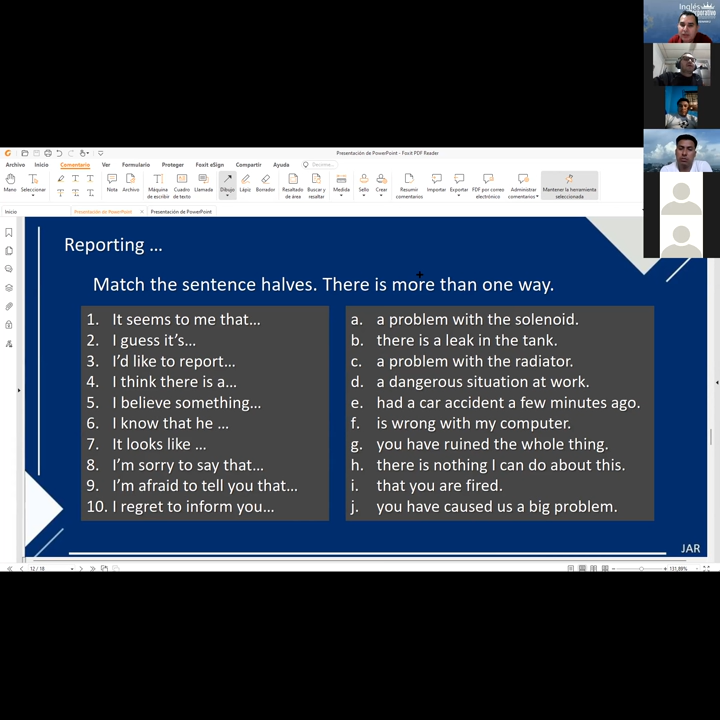 Inglés
Presentación de PowerPoint - Foxit PDF Reader
Archivo Inicio Comentario Ver Formulario Proteger Foxit eSign Compartir Ayuda
Mano Seleccionar Nota Archivo Máquina de escribir Cuadro de texto Llamada Dibujo Lápiz Borrador Resaltado de área Buscar y resaltar Medida Sello Crear Resumir comentarios Importar Exportar PDF por correo electrónico Administrar comentarios Mantener la herramienta seleccionada
Inicio Presentación de PowerPoint Presentación de PowerPoint
Reporting ...
Match the sentence halves. There is more than one way.
1. It seems to me that...
2. I guess it's...
3. I'd like to report...
4. I think there is a...
5. I believe something...
6. I know that he ...
7. It looks like ...
8. I'm sorry to say that...
9. I'm afraid to tell you that...
10. I regret to inform you...
a. a problem with the solenoid.
b. there is a leak in the tank.
c. a problem with the radiator.
d. a dangerous situation at work.
e. had a car accident a few minutes ago.
f. is wrong with my computer.
g. you have ruined the whole thing.
h. there is nothing I can do about this.
i. that you are fired.
j. you have caused us a big problem.
JAR
12 / 18
131,89%